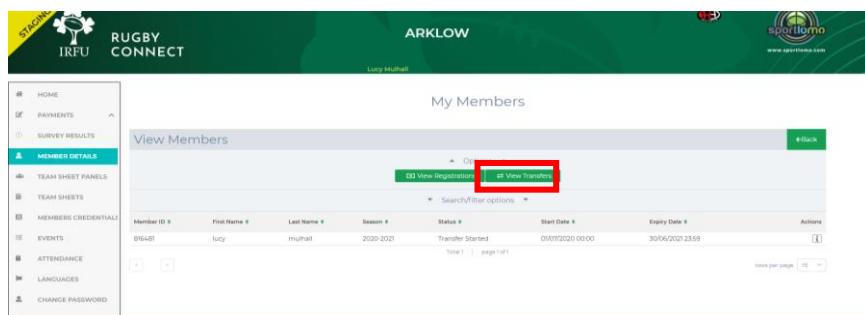 STAGING
IRFU
RUGBY
CONNECT
ARKLOW
Lucy Mulhall
sportlomo
www.sportlomo.com
HOME
PAYMENTS
SURVEY RESULTS
MEMBER DETAILS
TEAM SHEET PANELS
TEAM SHEETS
MEMBERS CREDENTIALS
EVENTS
ATTENDANCE
LANGUAGES
CHANGE PASSWORD
My Members
View Members
Back
View Registrations View Transfers
Search/filter options
Member ID First Name Last Name Season Status Start Date Expiry Date Actions
816481 lucy mulhall 2020-2021 Transfer Started 01/07/2020 00:00 30/06/2021 23:59
Total 1 | page 1 of 1
rows per page 15